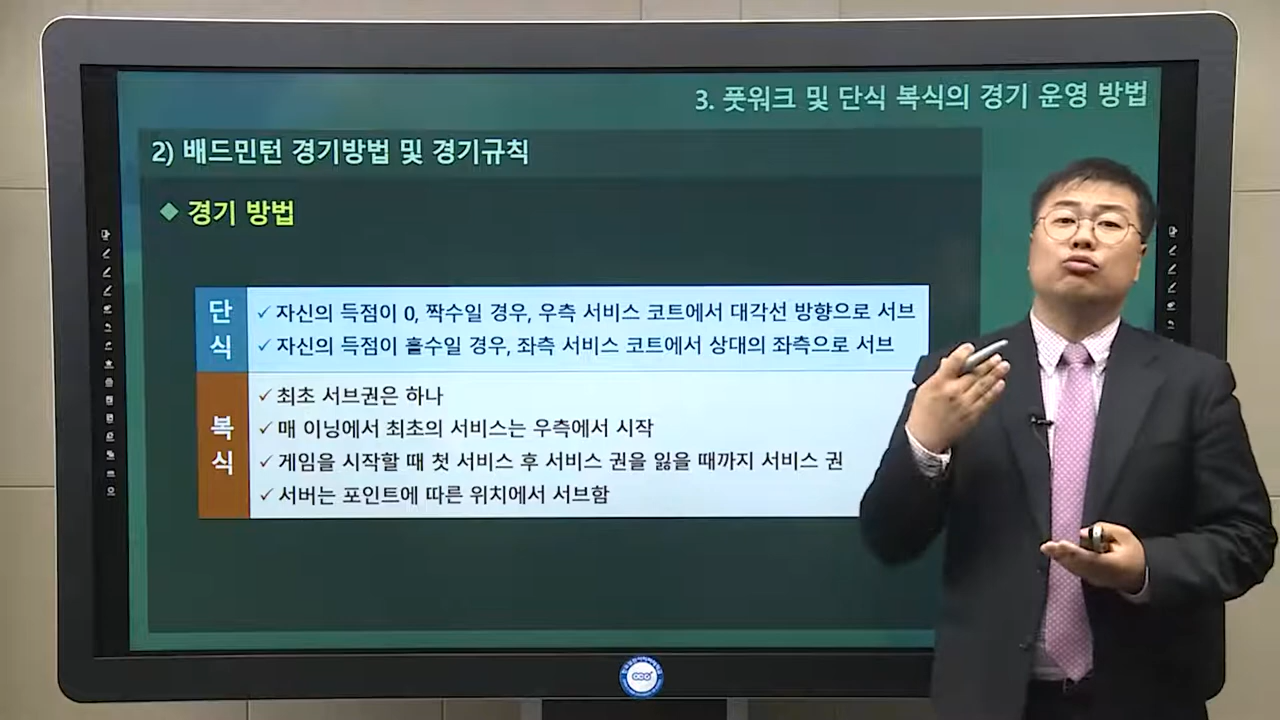 3. 풋워크 및 단식 복식의 경기 운영 방법
2) 배드민턴 경기방법 및 경기규칙
◆ 경기 방법
단식
✓ 자신의 득점이 0, 짝수일 경우, 우측 서비스 코트에서 대각선 방향으로 서브
✓ 자신의 득점이 홀수일 경우, 좌측 서비스 코트에서 상대의 좌측으로 서브
복식
✓ 최초 서브권은 하나
✓ 매 이닝에서 최초의 서비스는 우측에서 시작
✓ 게임을 시작할 때 첫 서비스 후 서비스 권을 잃을 때까지 서비스 권
✓ 서버는 포인트에 따른 위치에서 서브함